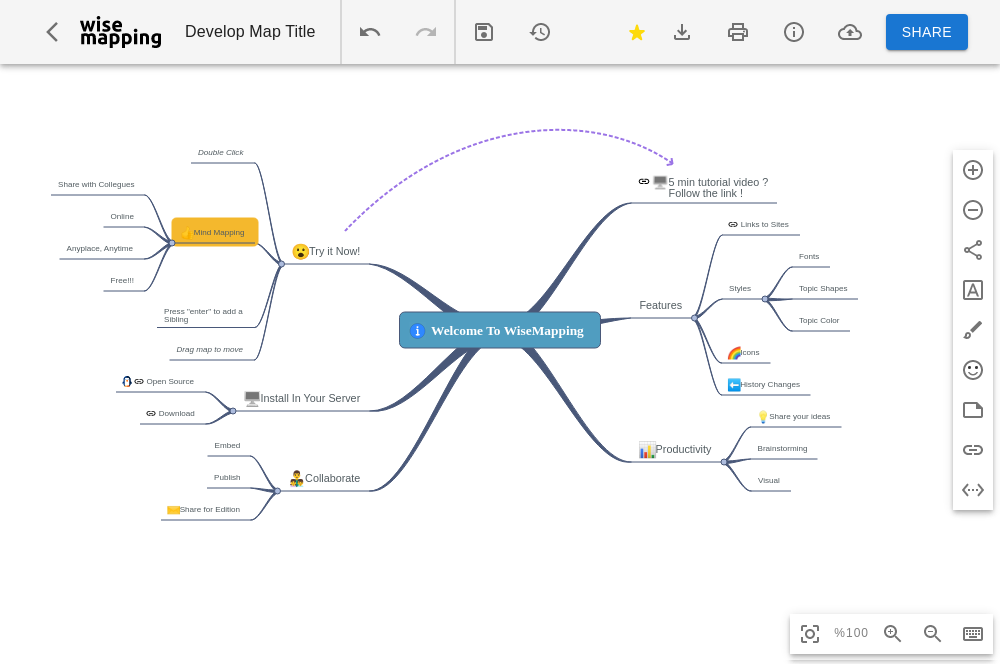 wise
mapping
Develop Map Title
SHARE
Double Click
Share with Collegues
Online
Anyplace, Anytime
Free!!!
Mind Mapping
Press "enter" to add a
Sibling
Drag map to move
Try it Now!
Open Source
Download
Install In Your Server
Embed
Publish
Share for Edition
Collaborate
Welcome To WiseMapping
5 min tutorial video ?
Follow the link !
Features
Links to Sites
Styles
Fonts
Topic Shapes
Topic Color
Icons
History Changes
Productivity
Share your ideas
Brainstorming
Visual
%100